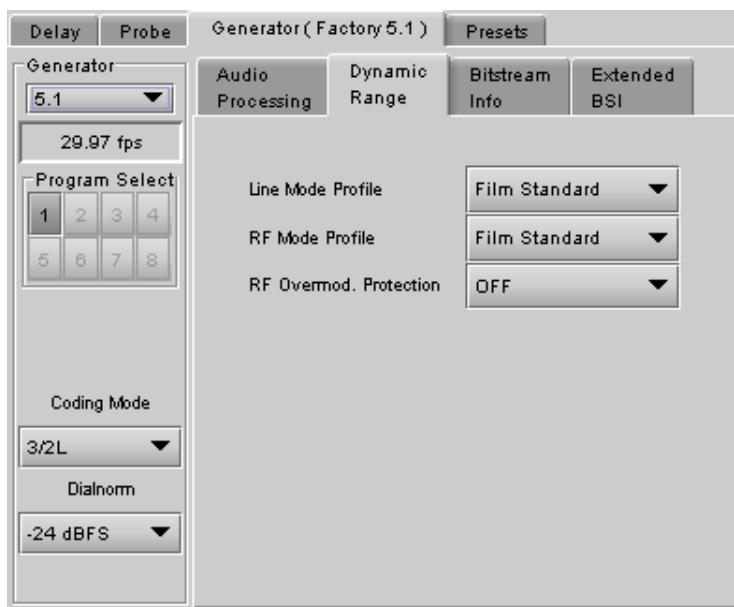 Delay Probe Generator ( Factory 5.1 ) Presets
Generator
5.1
29.97 fps
Program Select
1 2 3 4
5 6 7 8
Coding Mode
3/2L
Dialnorm
-24 dBFS
Audio Processing
Dynamic Range
Bitstream Info
Extended BSI
Line Mode Profile Film Standard
RF Mode Profile Film Standard
RF Overmod. Protection OFF